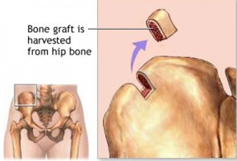 Bone graft is
harvested
from hip bone